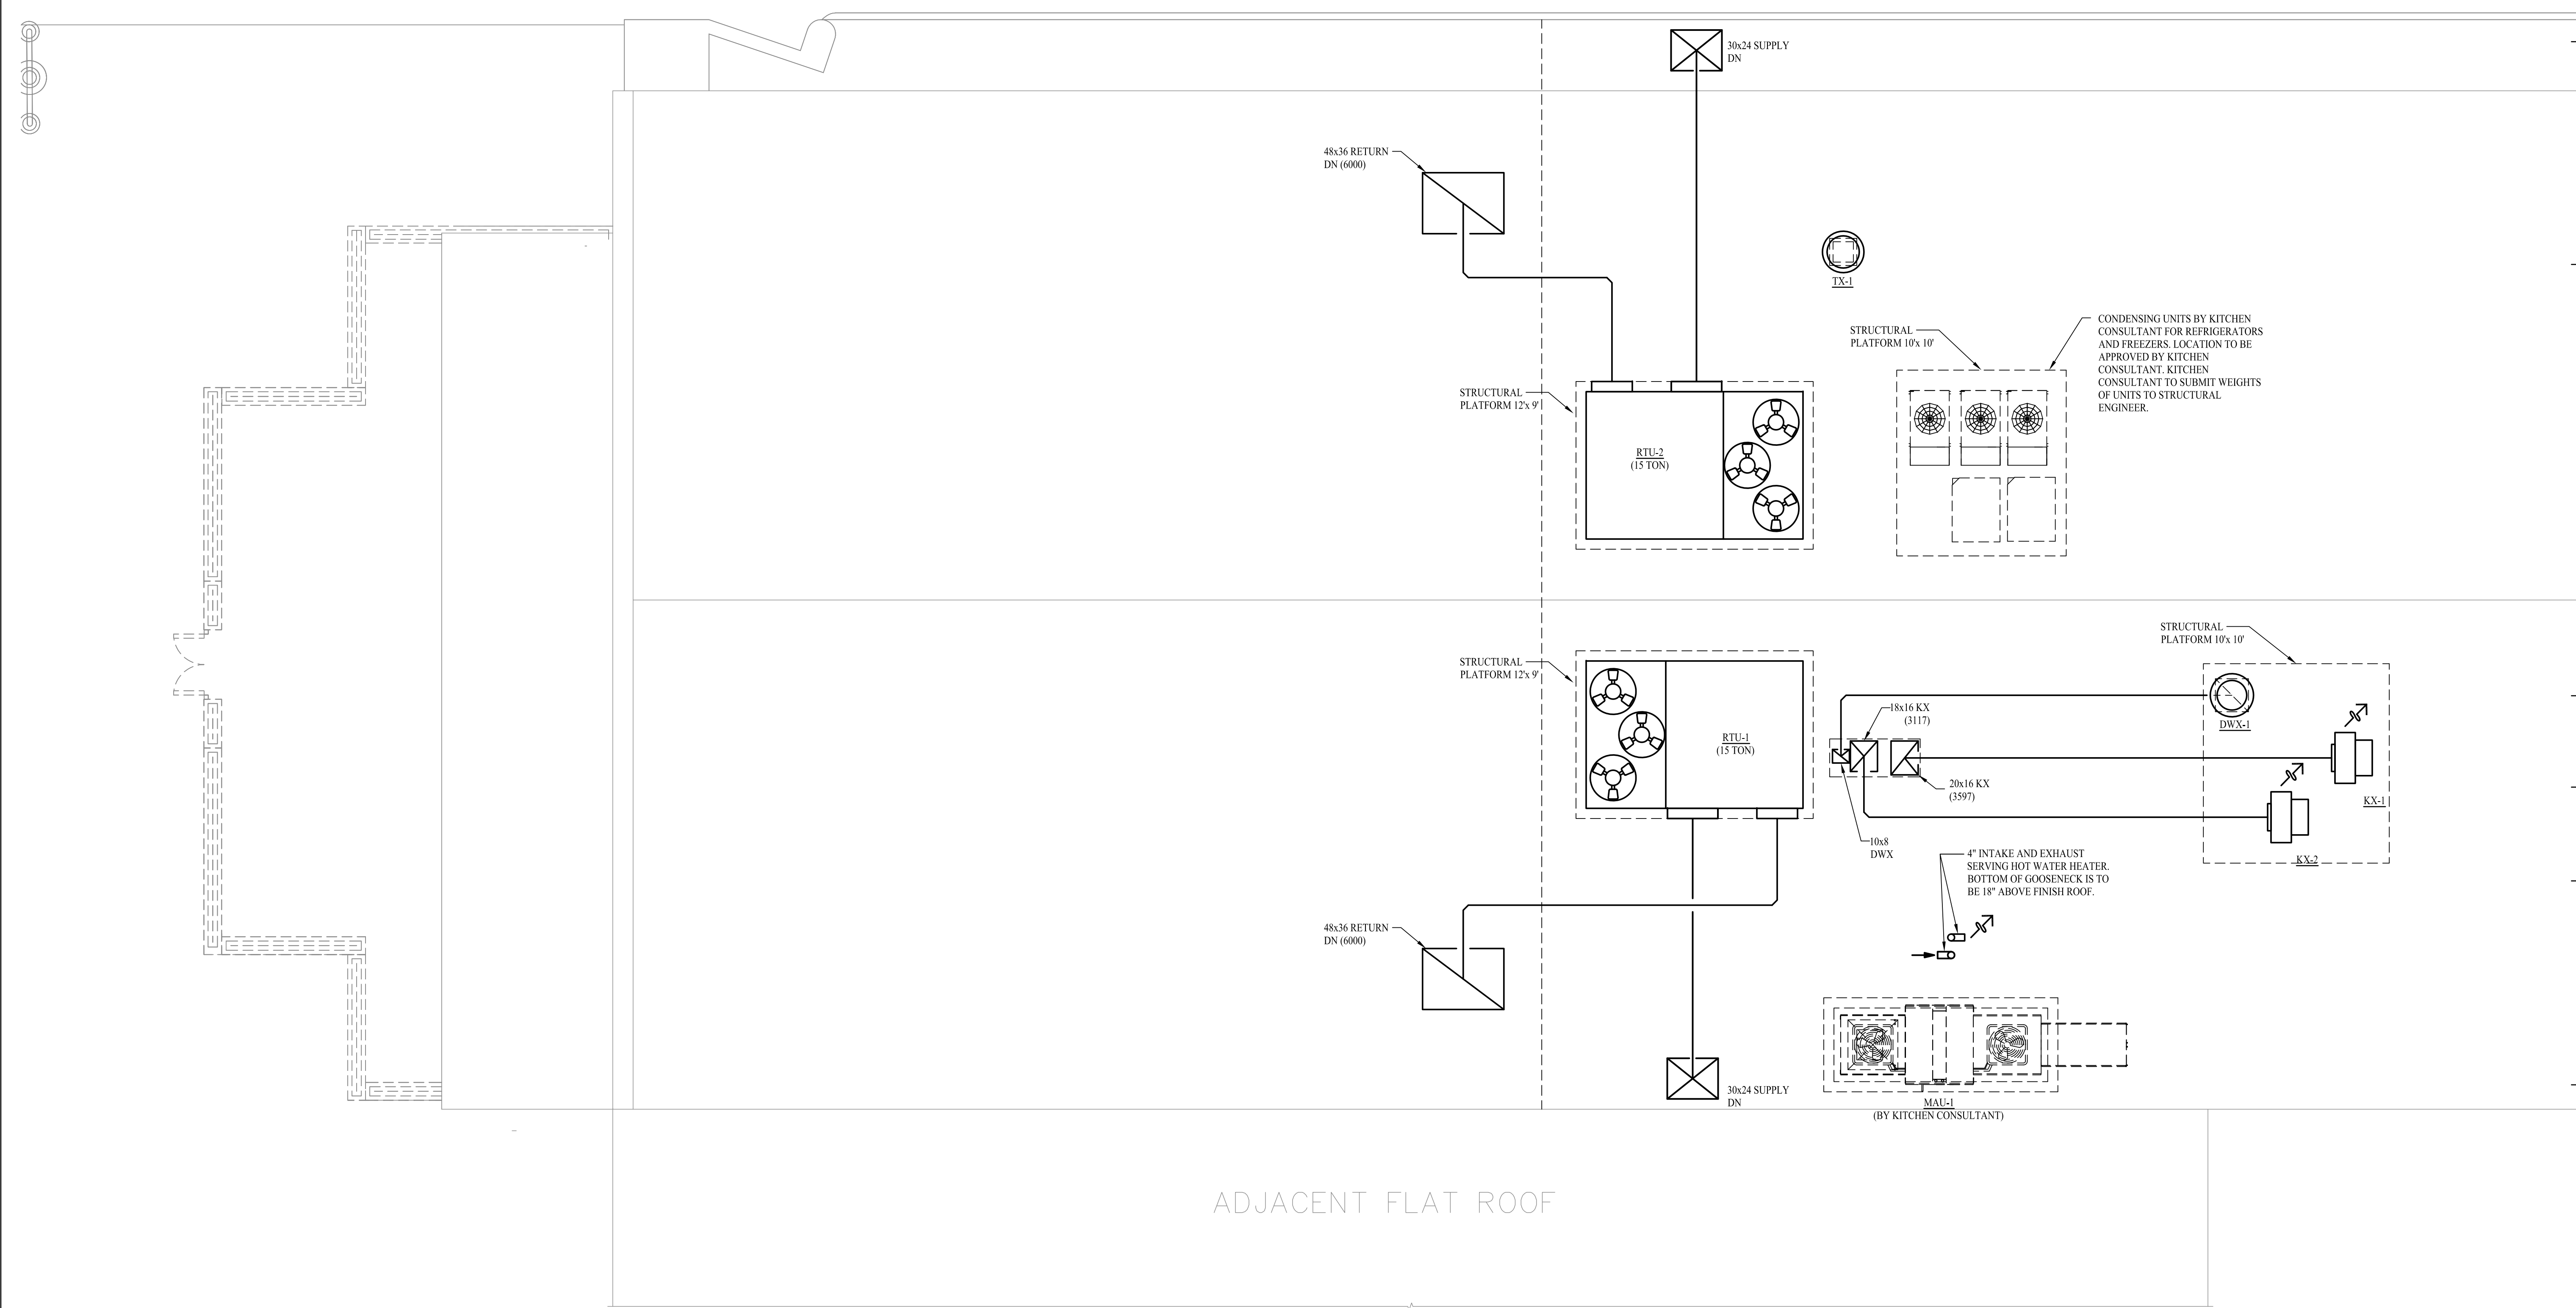 30x24 SUPPLY
DN
48x36 RETURN
DN (6000)
TX-1
STRUCTURAL
PLATFORM 10'x 10'
CONDENSING UNITS BY KITCHEN
CONSULTANT FOR REFRIGERATORS
AND FREEZERS. LOCATION TO BE
APPROVED BY KITCHEN
CONSULTANT. KITCHEN
CONSULTANT TO SUBMIT WEIGHTS
OF UNITS TO STRUCTURAL
ENGINEER.
STRUCTURAL
PLATFORM 12'x 9'
RTU-2
(15 TON)
STRUCTURAL
PLATFORM 10'x 10'
STRUCTURAL
PLATFORM 12'x 9'
RTU-1
(15 TON)
18x16 KX
(3117)
DWX-1
20x16 KX
(3597)
KX-1
10x8
DWX
KX-2
4" INTAKE AND EXHAUST
SERVING HOT WATER HEATER.
BOTTOM OF GOOSENECK IS TO
BE 18" ABOVE FINISH ROOF.
48x36 RETURN
DN (6000)
30x24 SUPPLY
DN
MAU-1
(BY KITCHEN CONSULTANT)
ADJACENT FLAT ROOF